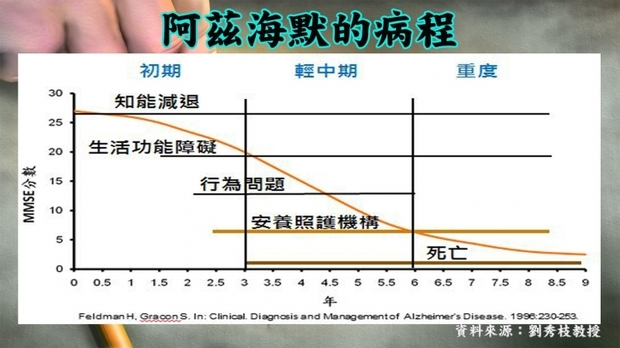 阿茲海默的病程
初期 輕中期 重度
MMSE分數
30
25
20
15
10
5
0
知能減退
生活功能障礙
行為問題
安養照護機構
死亡
0 0.5 1 1.5 2 2.5 3 3.5 4 4.5 5 5.5 6 6.5 7 7.5 8 8.5 9
年
Feldman H, Gracon S. In: Clinical. Diagnosis and Management of Alzheimer's Disease. 1996:230-253.
資料來源：劉秀枝教授